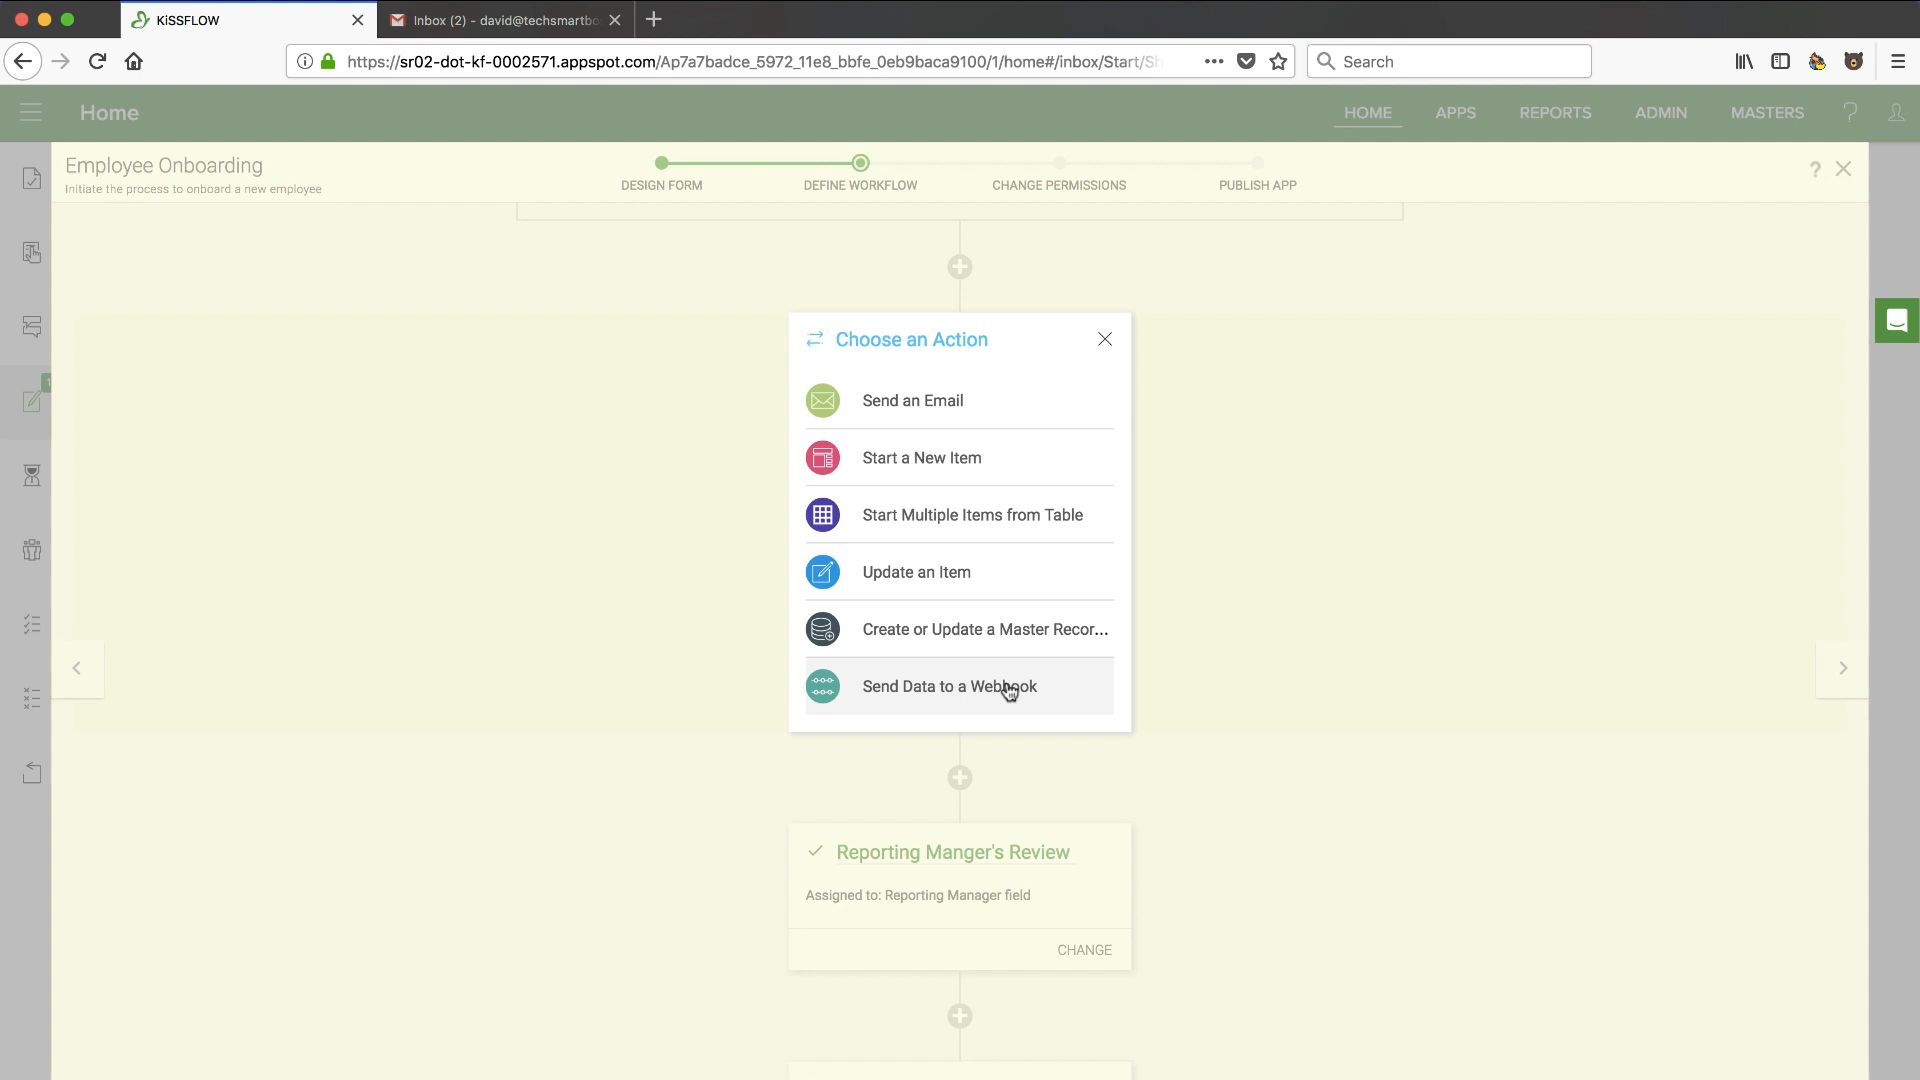 KiSSFLOW
Inbox (2) - david@techsmartbo
https://sr02-dot-kf-0002571.appspot.com/Ap7a7badce_5972_11e8_bbfe_0eb9baca9100/1/home#/inbox/Start/Sh
Search
Home
HOME
APPS
REPORTS
ADMIN
MASTERS
?
Employee Onboarding
Initiate the process to onboard a new employee
DESIGN FORM
DEFINE WORKFLOW
CHANGE PERMISSIONS
PUBLISH APP
?
Choose an Action
Send an Email
Start a New Item
Start Multiple Items from Table
Update an Item
Create or Update a Master Recor...
Send Data to a Webhook
Reporting Manger's Review
Assigned to: Reporting Manager field
CHANGE